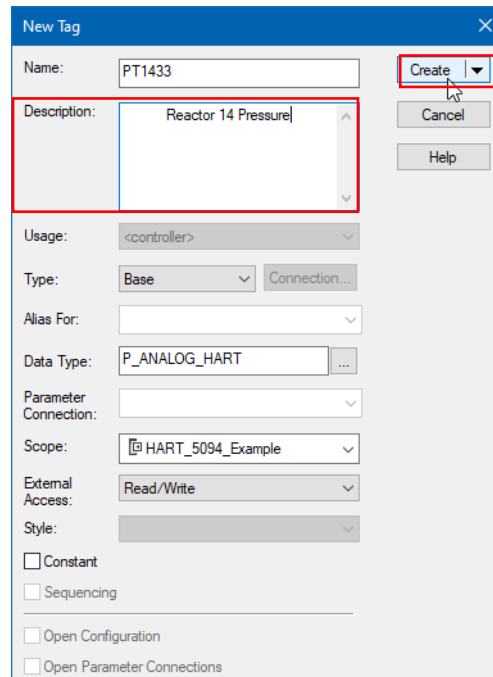 New Tag
Name:
PT1433
Create
Description:
Reactor 14 Pressure
Cancel
Help
Usage:
<controller>
Type:
Base
Connection...
Alias For:
Data Type:
P_ANALOG_HART
...
Parameter
Connection:
Scope:
HART_5094_Example
External
Access:
Read/Write
Style:
Constant
Sequencing
Open Configuration
Open Parameter Connections